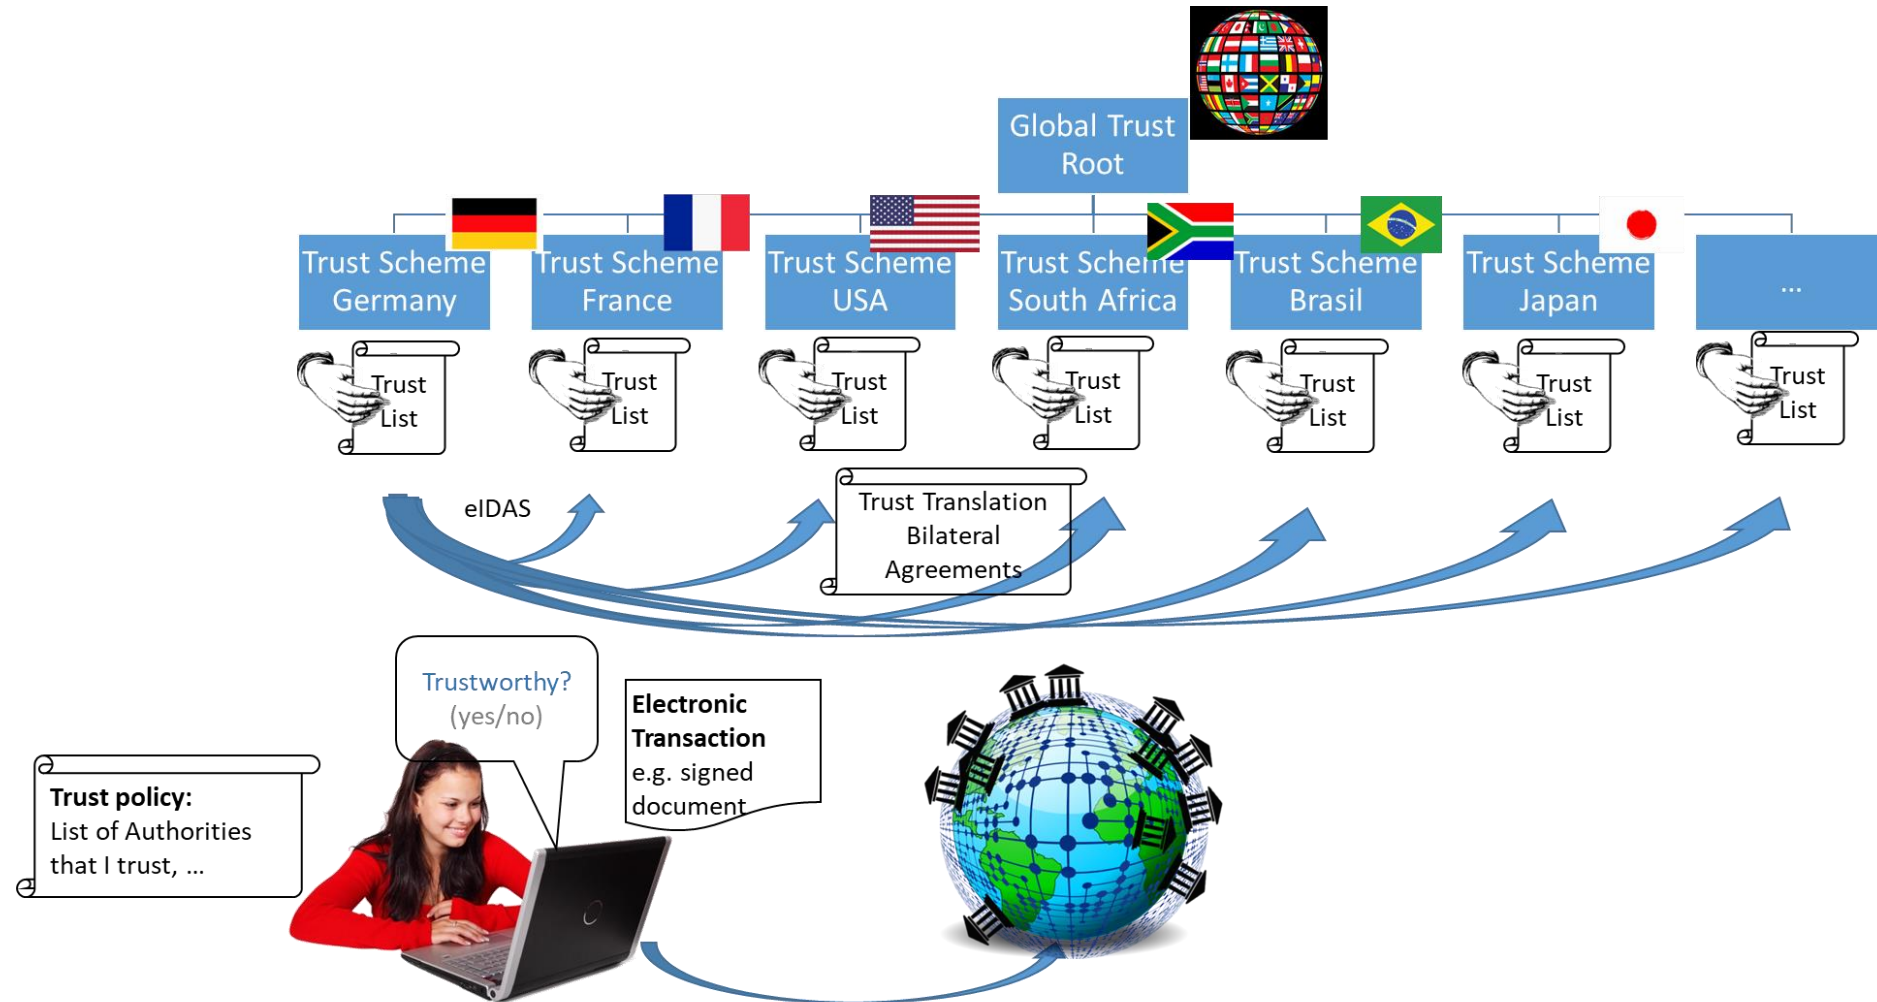 Global Trust
Root
Trust Scheme
Germany
Trust Scheme
France
Trust Scheme
USA
Trust Scheme
South Africa
Trust Scheme
Brasil
Trust Scheme
Japan
...
Trust
List
Trust
List
Trust
List
Trust
List
Trust
List
Trust
List
Trust
List
eIDAS
Trust Translation
Bilateral
Agreements
Trustworthy?
(yes/no)
Electronic
Transaction
e.g. signed
document
Trust policy:
List of Authorities
that I trust, ...